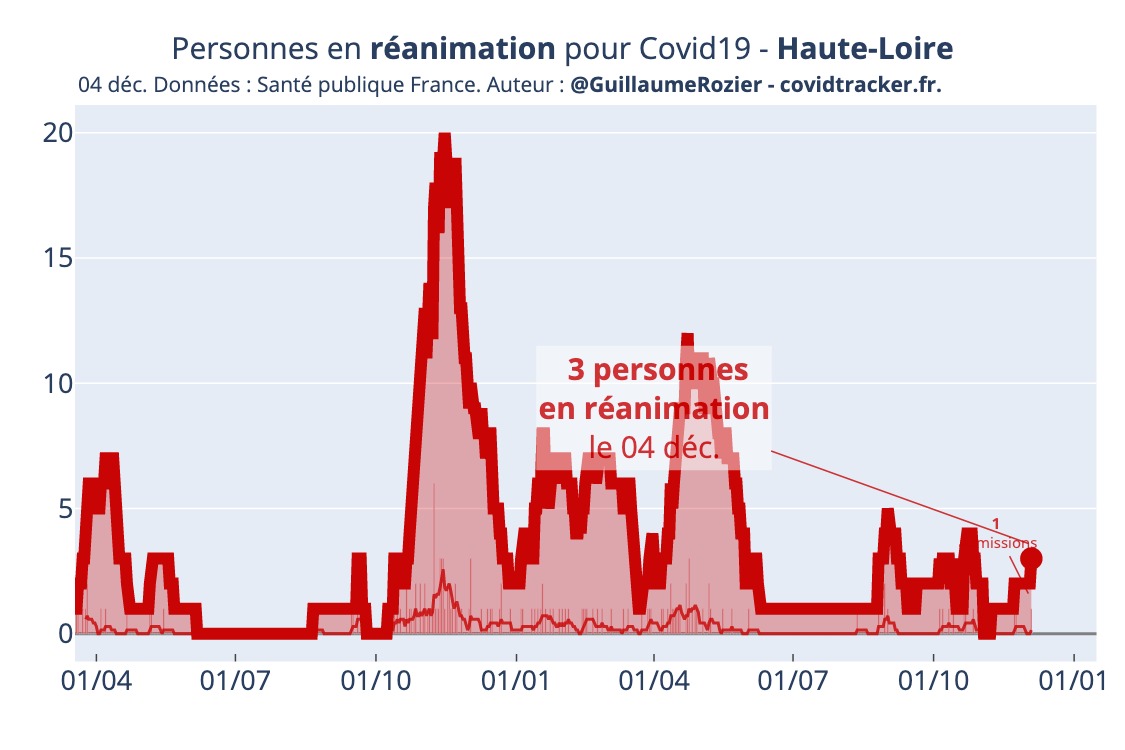 Personnes en réanimation pour Covid19 - Haute-Loire
04 déc. Données : Santé publique France. Auteur : @GuillaumeRozier - covidtracker.fr.
20
15
10
5
0
3 personnes
en réanimation
le 04 déc.
1
missions
01/04
01/07
01/10
01/01
01/04
01/07
01/10
01/01